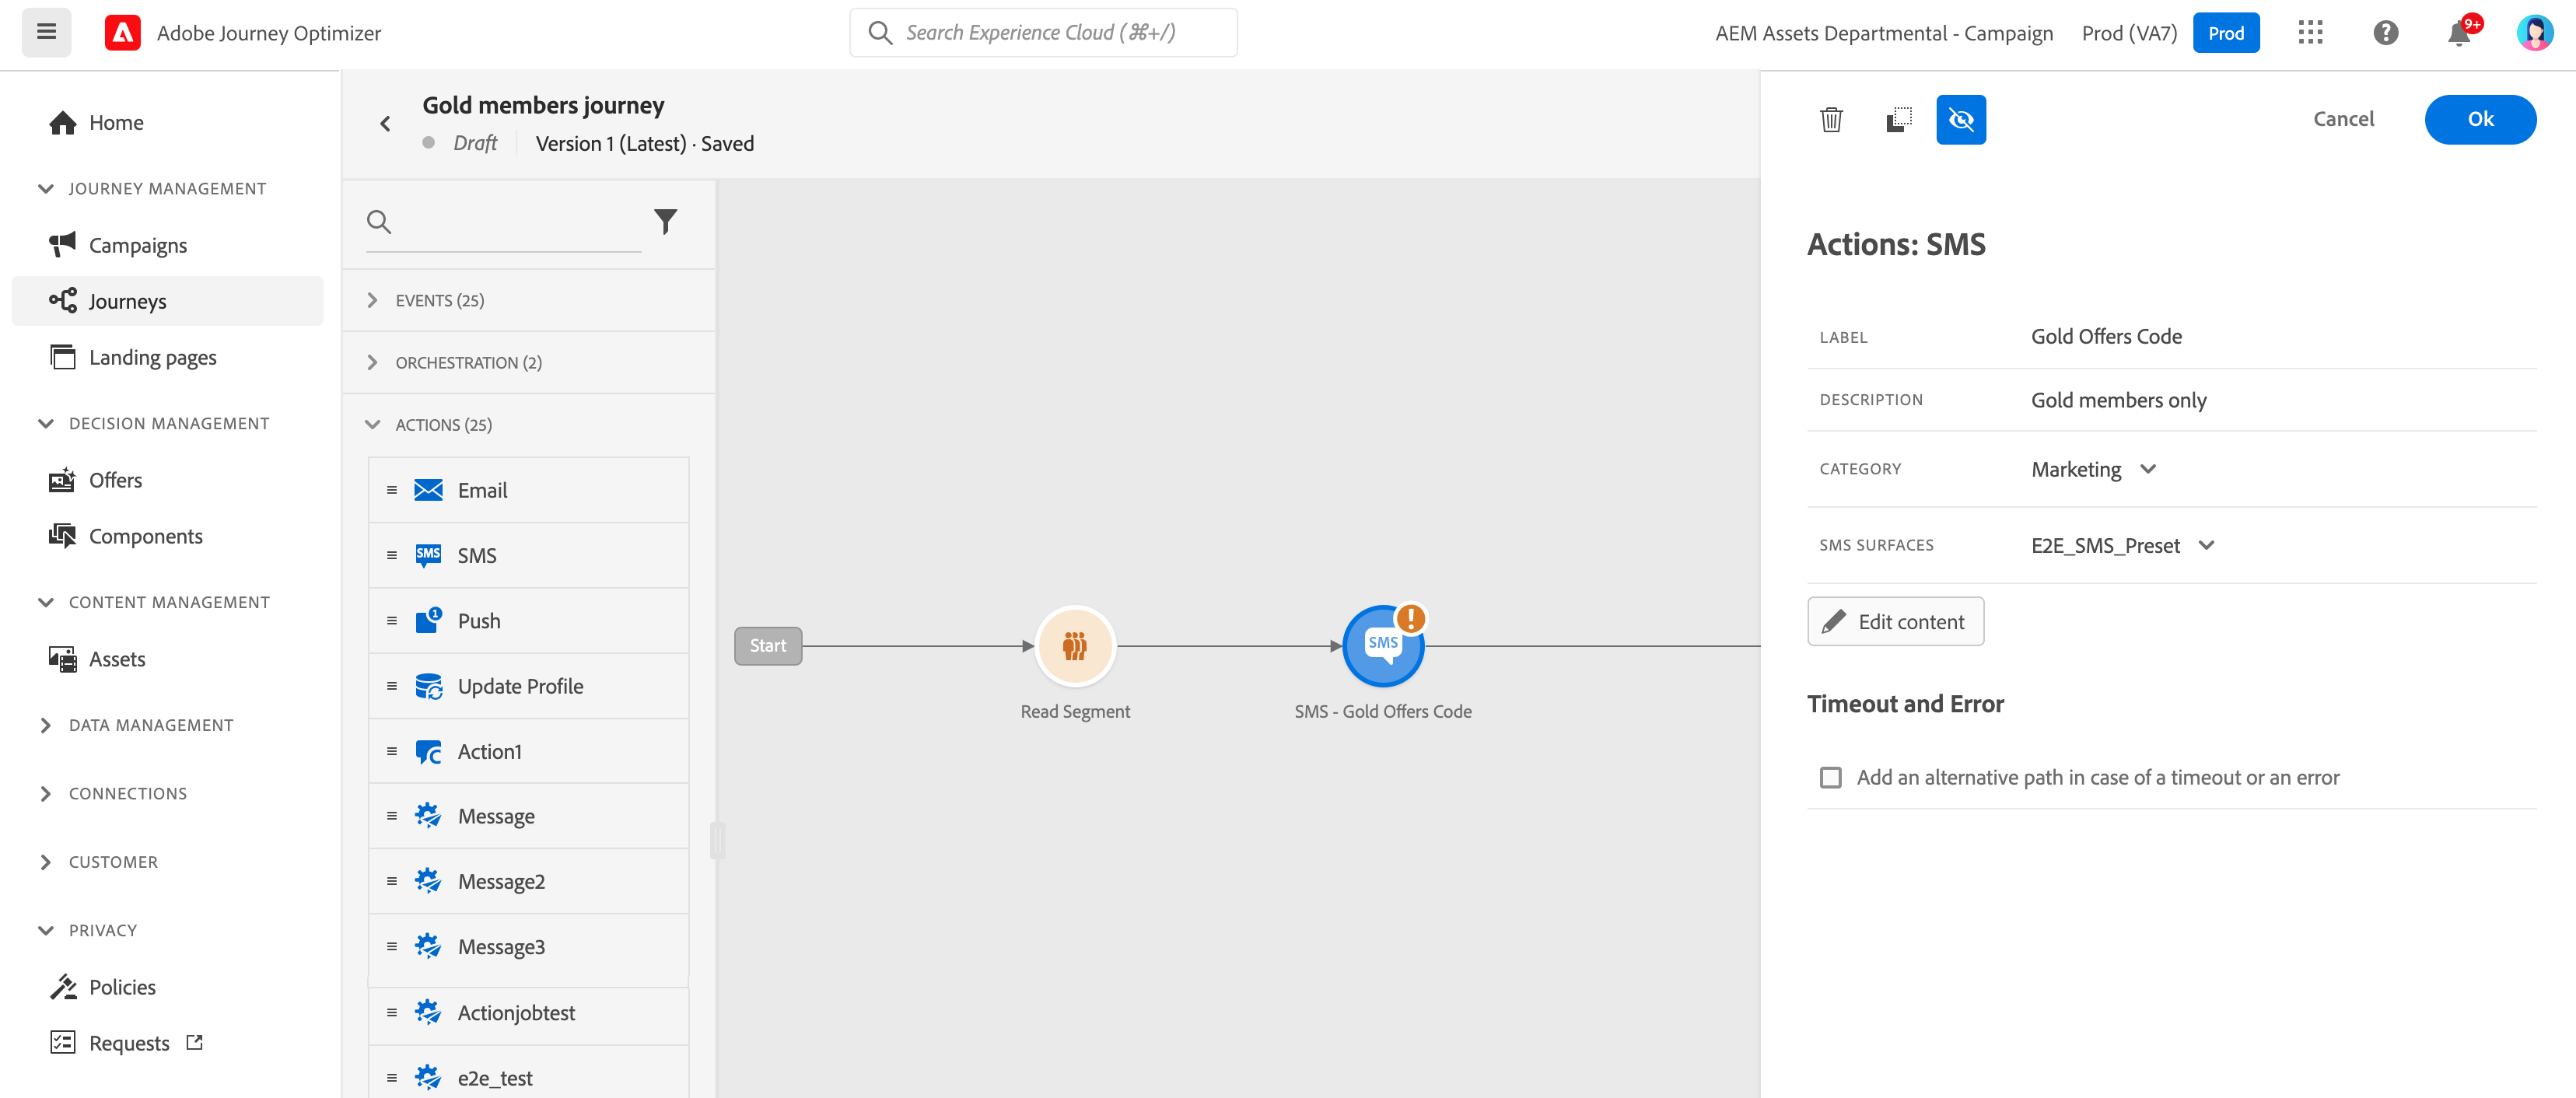 Adobe Journey Optimizer
Search Experience Cloud (⌘+/)
AEM Assets Departmental - Campaign
Prod (VA7)
Prod
9+
Home
JOURNEY MANAGEMENT
Campaigns
Journeys
Landing pages
DECISION MANAGEMENT
Offers
Components
CONTENT MANAGEMENT
Assets
DATA MANAGEMENT
CONNECTIONS
CUSTOMER
PRIVACY
Policies
Requests
Gold members journey
Draft
Version 1 (Latest) · Saved
EVENTS (25)
ORCHESTRATION (2)
ACTIONS (25)
Email
SMS
SMS
Push
1
Update Profile
Action1
Message
Message2
Message3
Actionjobtest
e2e_test
Start
Read Segment
SMS
SMS - Gold Offers Code
Cancel
Ok
Actions: SMS
LABEL
Gold Offers Code
DESCRIPTION
Gold members only
CATEGORY
Marketing
SMS SURFACES
E2E_SMS_Preset
Edit content
Timeout and Error
Add an alternative path in case of a timeout or an error